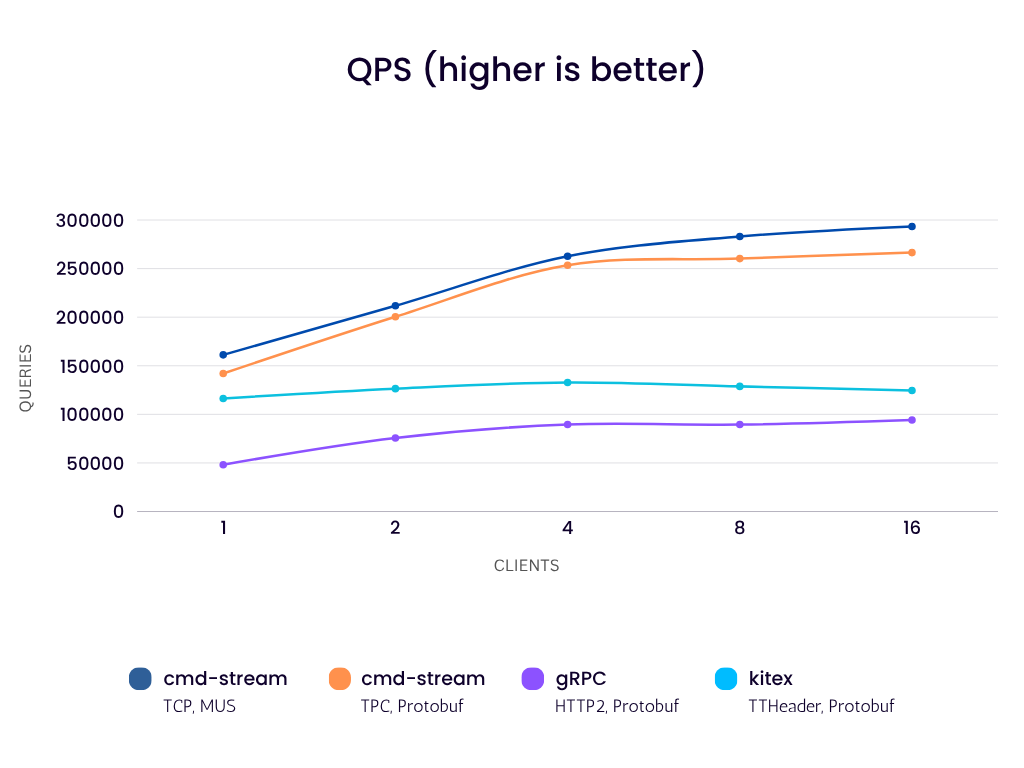 QPS (higher is better)
300000
250000
200000
150000
100000
50000
0
QUERIES
1 2 4 8 16
CLIENTS
cmd-stream cmd-stream gRPC kitex
TCP, MUS TPC, Protobuf HTTP2, Protobuf TTHeader, Protobuf